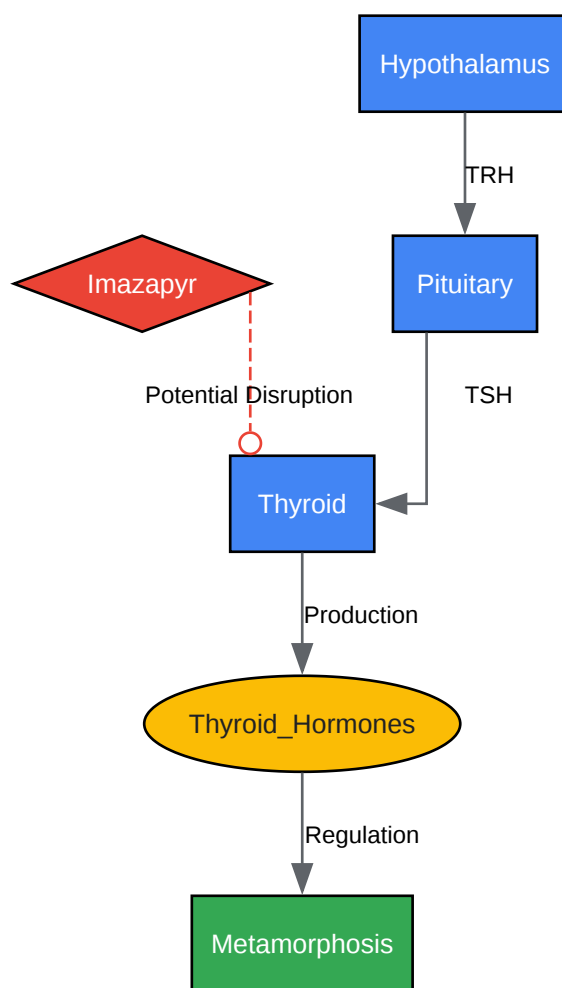 Hypothalamus
TRH
Imazapyr
Pituitary
Potential Disruption
TSH
Thyroid
Production
Thyroid_Hormones
Regulation
Metamorphosis